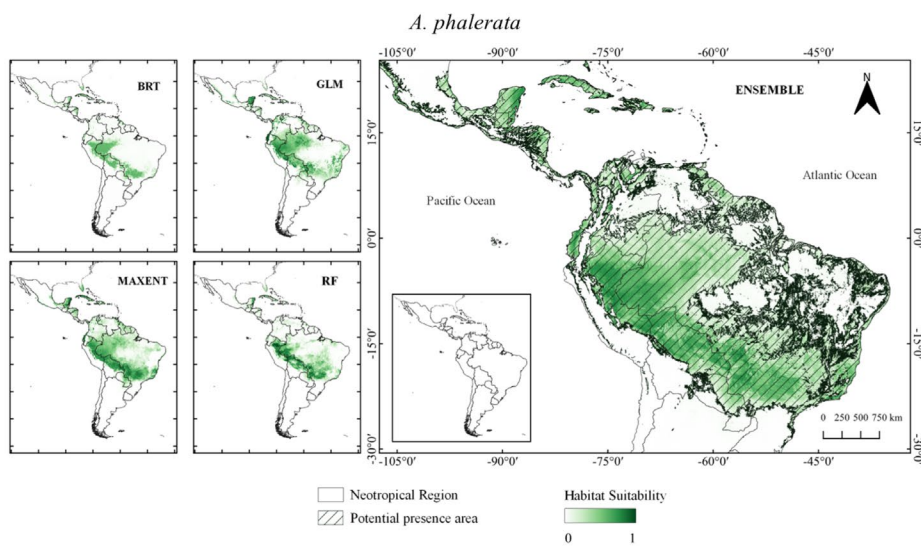 A. phalerata
BRT
GLM
MAXENT
RF
-105°0' -90°0' -75°0' -60°0' -45°0'
ENSEMBLE
N
Pacific Ocean
Atlantic Ocean
15°0'
0°0'
-15°0'
-30°0'
15°0'
0°0'
-15°0'
-30°0'
0 250 500 750 km
-105°0' -90°0' -75°0' -60°0' -45°0'
Neotropical Region
Potential presence area
Habitat Suitability
0 1